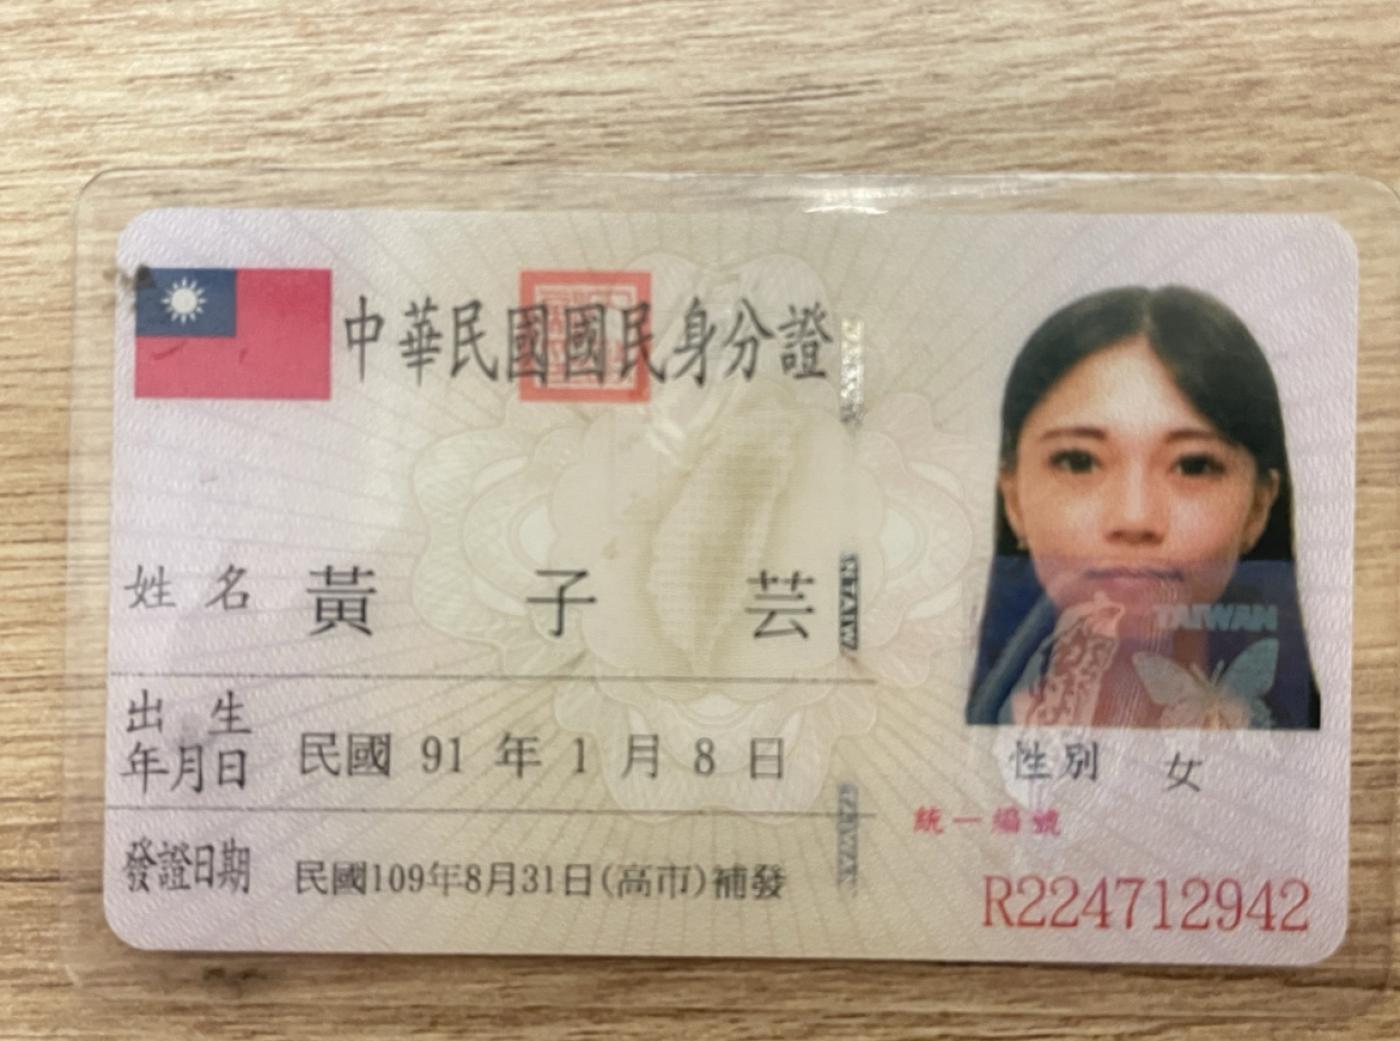 中華民國國民身分證
姓名 黃子芸
出生年月日 民國 91 年 1 月 8 日
發證日期 民國109年8月31日(高市)補發
TAIWAN
性別 女
統一編號
R224712942